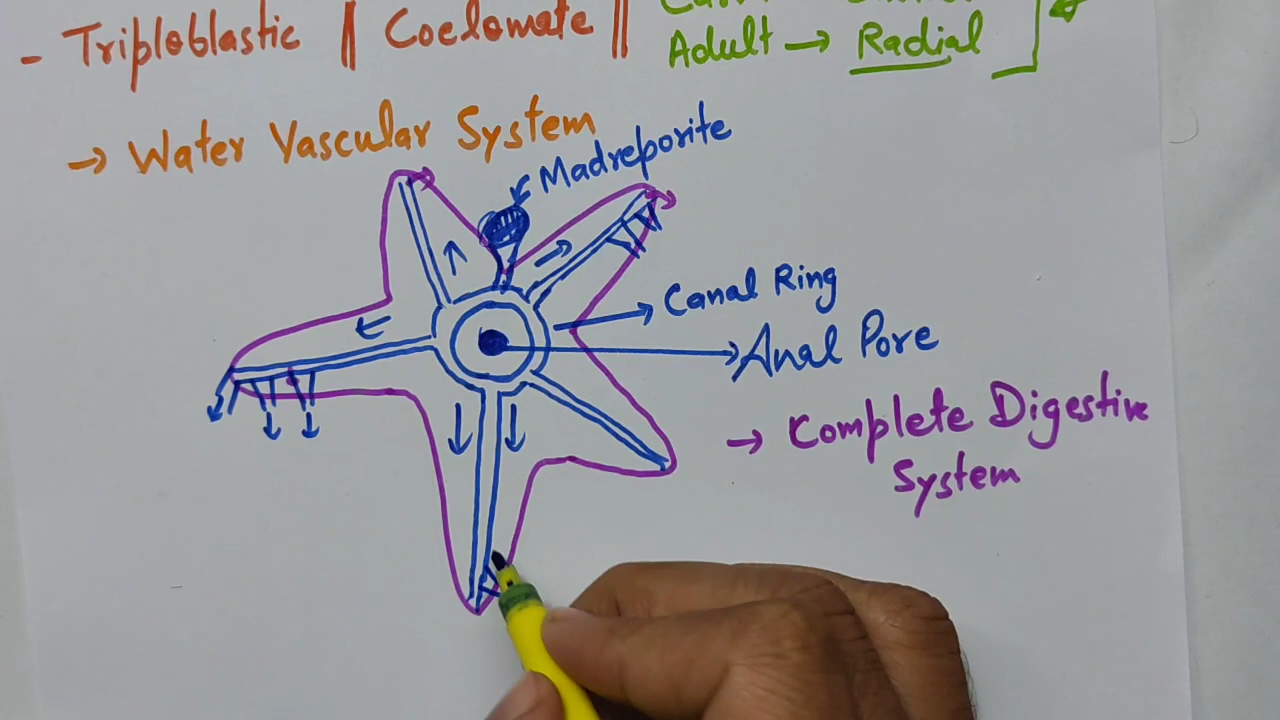 - Triploblastic || Coelomate ||
Adult → Radial
→ Water Vascular System
Madreporite
Canal Ring
Anal Pore
→ Complete Digestive
System